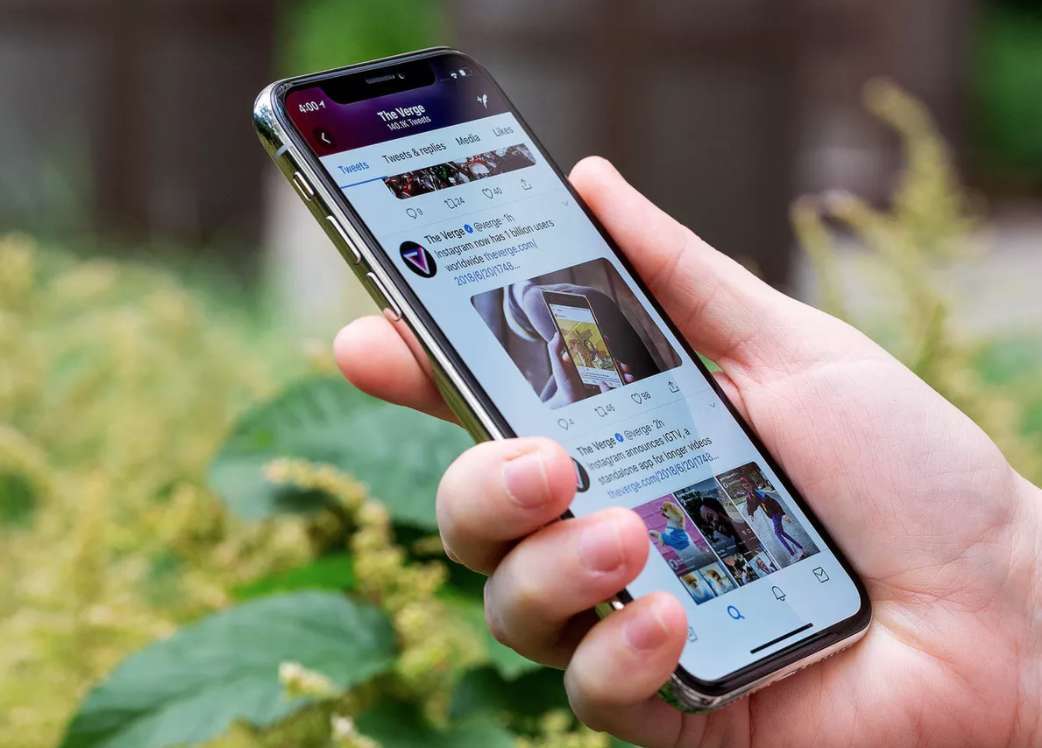 4:00
The Verge
140.1K Tweets
Tweets Tweets & replies Media Likes
9 24 40
The Verge @verge · 1h
Instagram now has 1 billion users
worldwide theverge.com/
2018/6/20/1748...
4 46 98
The Verge @verge · 2h
Instagram announces IGTV, a
standalone app for longer videos
theverge.com/2018/6/20/1748...